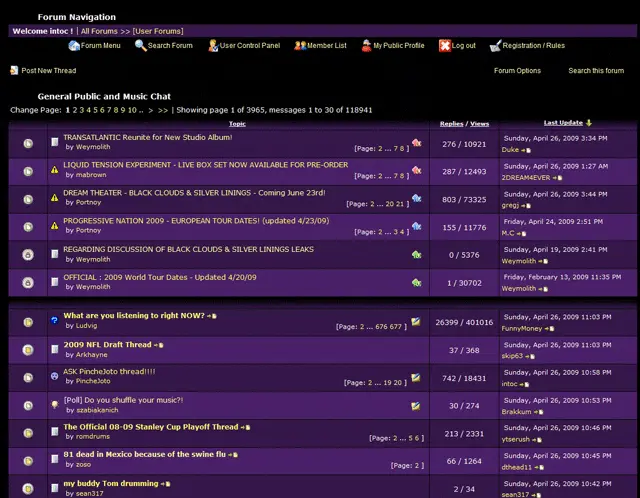 Forum Navigation
Welcome intoc ! | All Forums >> [User Forums]
Forum Menu Search Forum User Control Panel Member List My Public Profile Log out Registration / Rules
Post New Thread Forum Options Search this forum
General Public and Music Chat
Change Page: 1 2 3 4 5 6 7 8 9 10 .. > >> | Showing page 1 of 3965, messages 1 to 30 of 118941
Topic Replies / Views Last Update
TRANSATLANTIC Reunite for New Studio Album!
by Weymolith [Page: 2 ... 7 8 ] 276 / 10921 Sunday, April 26, 2009 3:34 PM
Duke
LIQUID TENSION EXPERIMENT - LIVE BOX SET NOW AVAILABLE FOR PRE-ORDER
by mabrown [Page: 2 ... 7 8 ] 287 / 12493 Sunday, April 26, 2009 1:27 AM
2DREAM4EVER
DREAM THEATER - BLACK CLOUDS & SILVER LININGS - Coming June 23rd!
by Portnoy [Page: 2 ... 20 21 ] 803 / 73325 Sunday, April 26, 2009 3:44 PM
gregj
PROGRESSIVE NATION 2009 - EUROPEAN TOUR DATES! (updated 4/23/09)
by Portnoy [Page: 2 ... 3 4 ] 155 / 11776 Friday, April 24, 2009 2:51 PM
M.C
REGARDING DISCUSSION OF BLACK CLOUDS & SILVER LININGS LEAKS
by Weymolith 0 / 5376 Sunday, April 19, 2009 2:41 PM
Weymolith
OFFICIAL : 2009 World Tour Dates - Updated 4/20/09
by Weymolith 1 / 30702 Friday, February 13, 2009 11:35 PM
Weymolith
What are you listening to right NOW?
by Ludvig [Page: 2 ... 676 677 ] 26399 / 401016 Sunday, April 26, 2009 11:03 PM
FunnyMoney
2009 NFL Draft Thread
by Arkhayne 37 / 368 Sunday, April 26, 2009 11:03 PM
skip63
ASK PincheJoto thread!!!!
by PincheJoto [Page: 2 ... 19 20 ] 742 / 18431 Sunday, April 26, 2009 10:58 PM
intoc
[Poll] Do you shuffle your music?!
by szabiakanich 30 / 274 Sunday, April 26, 2009 10:53 PM
Brakkum
The Official 08-09 Stanley Cup Playoff Thread
by romdrums [Page: 2 ... 5 6 ] 213 / 2331 Sunday, April 26, 2009 10:46 PM
ytserush
81 dead in Mexico because of the swine flu
by zoso [Page: 2 ] 66 / 1264 Sunday, April 26, 2009 10:45 PM
dthead11
my buddy Tom drumming
by sean317 2 / 34 Sunday, April 26, 2009 10:42 PM
sean317